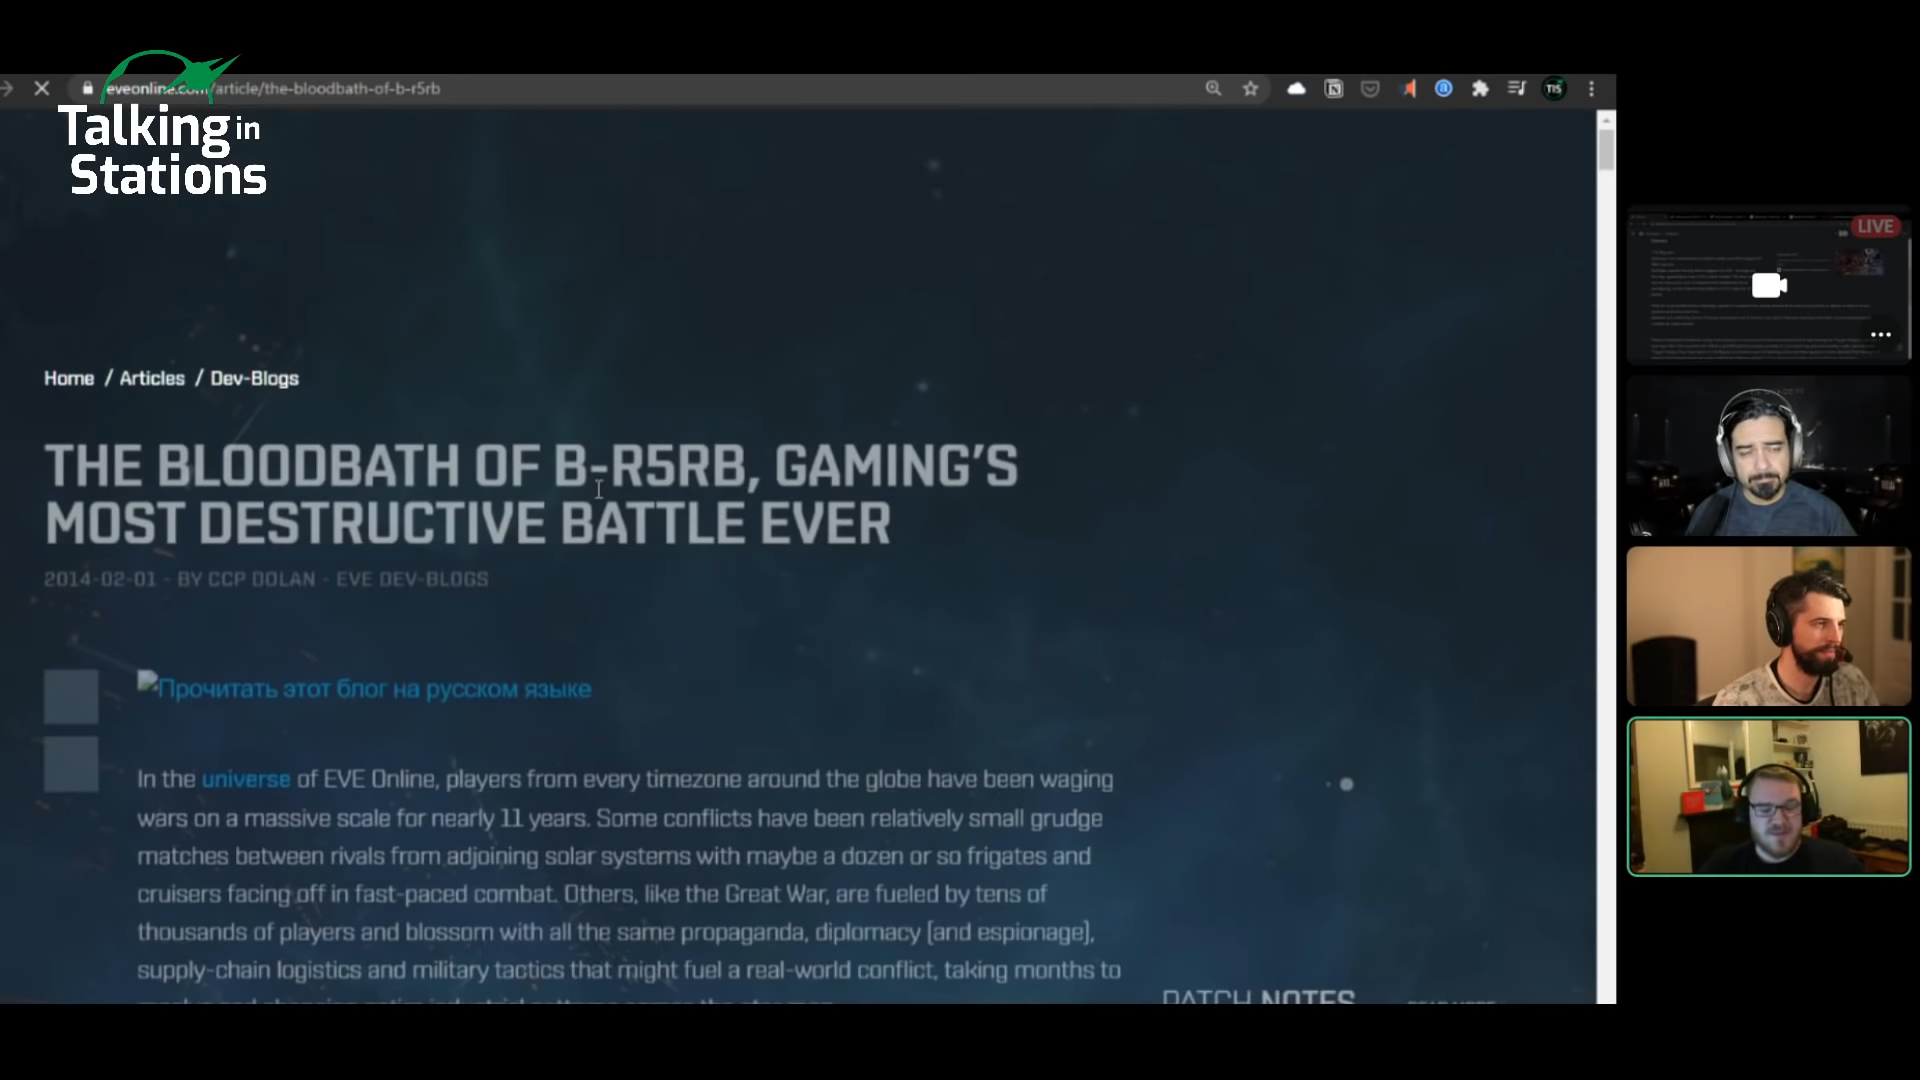 eveonline.com/article/the-bloodbath-of-b-r5rb
TIS
Talking in
Stations
LIVE
Home / Articles / Dev-Blogs
THE BLOODBATH OF B-R5RB, GAMING'S
MOST DESTRUCTIVE BATTLE EVER
2014-02-01 - BY CCP DOLAN - EVE DEV-BLOGS
Прочитать этот блог на русском языке
In the universe of EVE Online, players from every timezone around the globe have been waging
wars on a massive scale for nearly 11 years. Some conflicts have been relatively small grudge
matches between rivals from adjoining solar systems with maybe a dozen or so frigates and
cruisers facing off in fast-paced combat. Others, like the Great War, are fueled by tens of
thousands of players and blossom with all the same propaganda, diplomacy (and espionage),
supply-chain logistics and military tactics that might fuel a real-world conflict, taking months to
PATCH NOTES